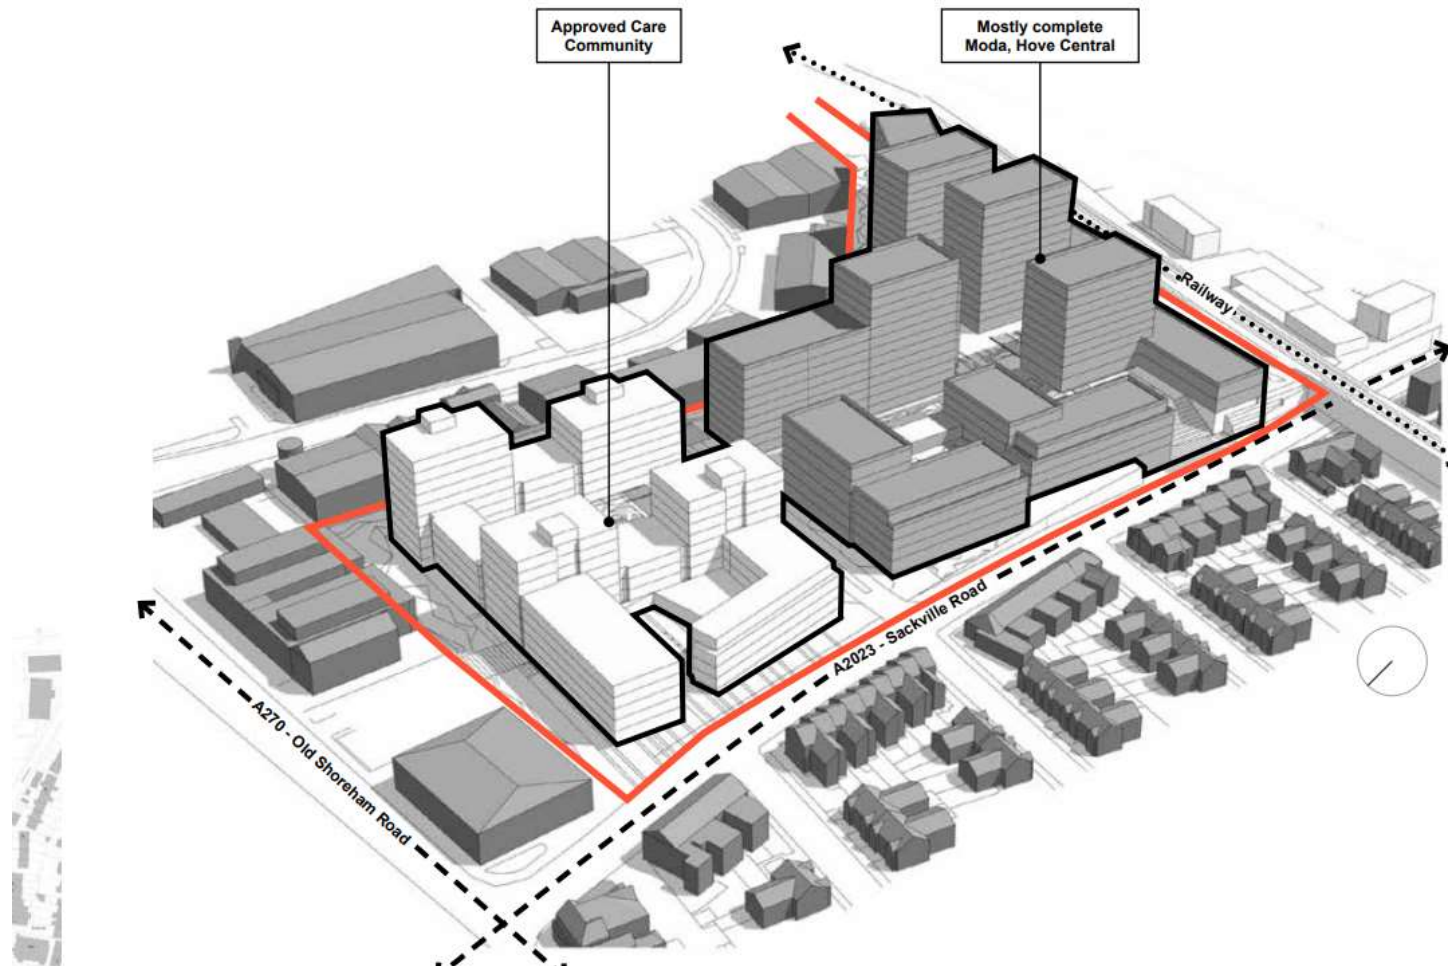 Approved Care
Community
Mostly complete
Moda, Hove Central
Railway
A2023 - Sackville Road
A270 - Old Shoreham Road